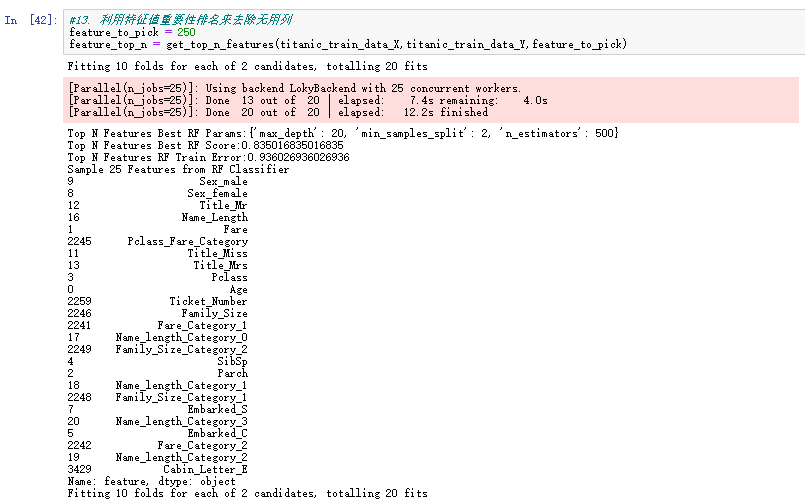 In [42]: #13. 利用特征值重要性排名来去除无用列
feature_to_pick = 250
feature_top_n = get_top_n_features(titanic_train_data_X,titanic_train_data_Y,feature_to_pick)
Fitting 10 folds for each of 2 candidates, totalling 20 fits
[Parallel(n_jobs=25)]: Using backend LokyBackend with 25 concurrent workers.
[Parallel(n_jobs=25)]: Done  13 out of  20 | elapsed:    7.4s remaining:    4.0s
[Parallel(n_jobs=25)]: Done  20 out of  20 | elapsed:   12.2s finished
Top N Features Best RF Params:{'max_depth': 20, 'min_samples_split': 2, 'n_estimators': 500}
Top N Features Best RF Score:0.835016835016835
Top N Features RF Train Error:0.936026936026936
Sample 25 Features from RF Classifier
9                   Sex_male
8                 Sex_female
12                  Title_Mr
16               Name_Length
1                       Fare
2245    Pclass_Fare_Category
11                Title_Miss
13                 Title_Mrs
3                     Pclass
0                        Age
2259           Ticket_Number
2246             Family_Size
2241         Fare_Category_1
17    Name_length_Category_0
2249  Family_Size_Category_2
4                      SibSp
2                      Parch
18    Name_length_Category_1
2248  Family_Size_Category_1
7                 Embarked_S
20    Name_length_Category_3
5                 Embarked_C
2242         Fare_Category_2
19    Name_length_Category_2
3429          Cabin_Letter_E
Name: feature, dtype: object
Fitting 10 folds for each of 2 candidates, totalling 20 fits